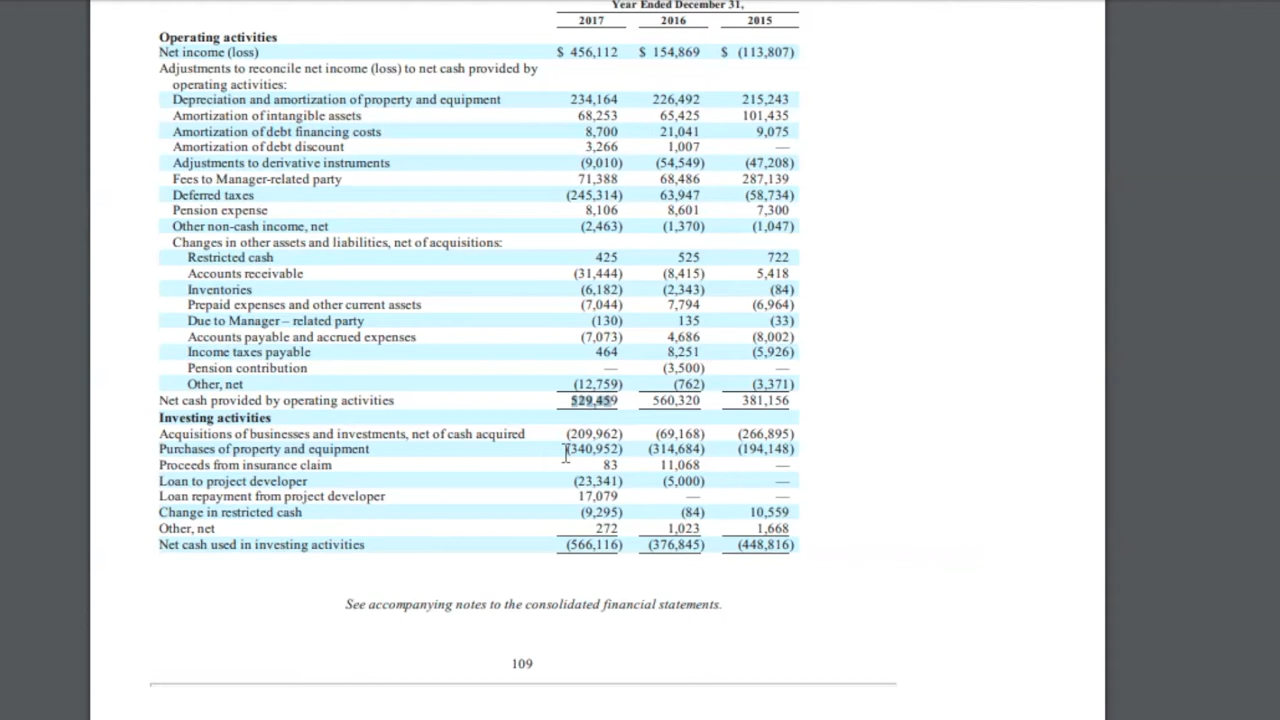 Year Ended December 31,
2017 2016 2015
Operating activities
Net income (loss) $ 456,112 $ 154,869 $ (113,807)
Adjustments to reconcile net income (loss) to net cash provided by
operating activities:
Depreciation and amortization of property and equipment 234,164 226,492 215,243
Amortization of intangible assets 68,253 65,425 101,435
Amortization of debt financing costs 8,700 21,041 9,075
Amortization of debt discount 3,266 1,007 —
Adjustments to derivative instruments (9,010) (54,549) (47,208)
Fees to Manager-related party 71,388 68,486 287,139
Deferred taxes (245,314) 63,947 (58,734)
Pension expense 8,106 8,601 7,300
Other non-cash income, net (2,463) (1,370) (1,047)
Changes in other assets and liabilities, net of acquisitions:
Restricted cash 425 525 722
Accounts receivable (31,444) (8,415) 5,418
Inventories (6,182) (2,343) (84)
Prepaid expenses and other current assets (7,044) 7,794 (6,964)
Due to Manager – related party (130) 135 (33)
Accounts payable and accrued expenses (7,073) 4,686 (8,002)
Income taxes payable 464 8,251 (5,926)
Pension contribution — (3,500) —
Other, net (12,759) (762) (3,371)
Net cash provided by operating activities 529,459 560,320 381,156
Investing activities
Acquisitions of businesses and investments, net of cash acquired (209,962) (69,168) (266,895)
Purchases of property and equipment (340,952) (314,684) (194,148)
Proceeds from insurance claim 83 11,068 —
Loan to project developer (23,341) (5,000) —
Loan repayment from project developer 17,079 — —
Change in restricted cash (9,295) (84) 10,559
Other, net 272 1,023 1,668
Net cash used in investing activities (566,116) (376,845) (448,816)
See accompanying notes to the consolidated financial statements.
109